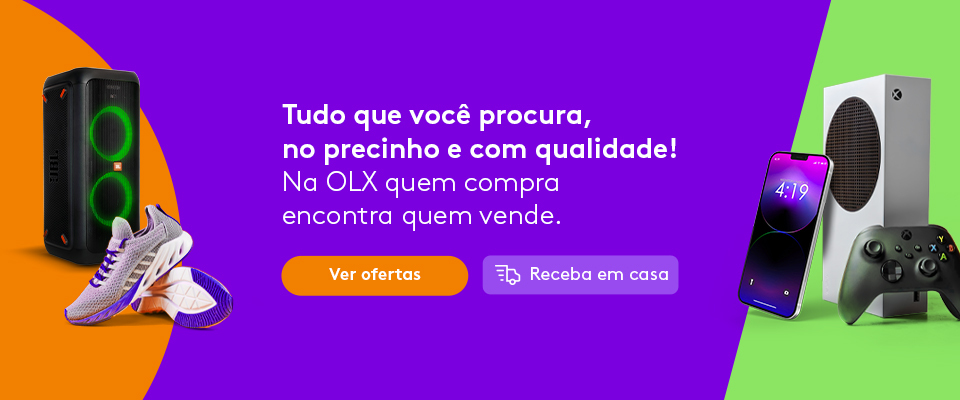 Tudo que você procura,
no precinho e com qualidade!
Na OLX quem compra
encontra quem vende.
Ver ofertas
Receba em casa
JBL
4:19
Y
X
B
A